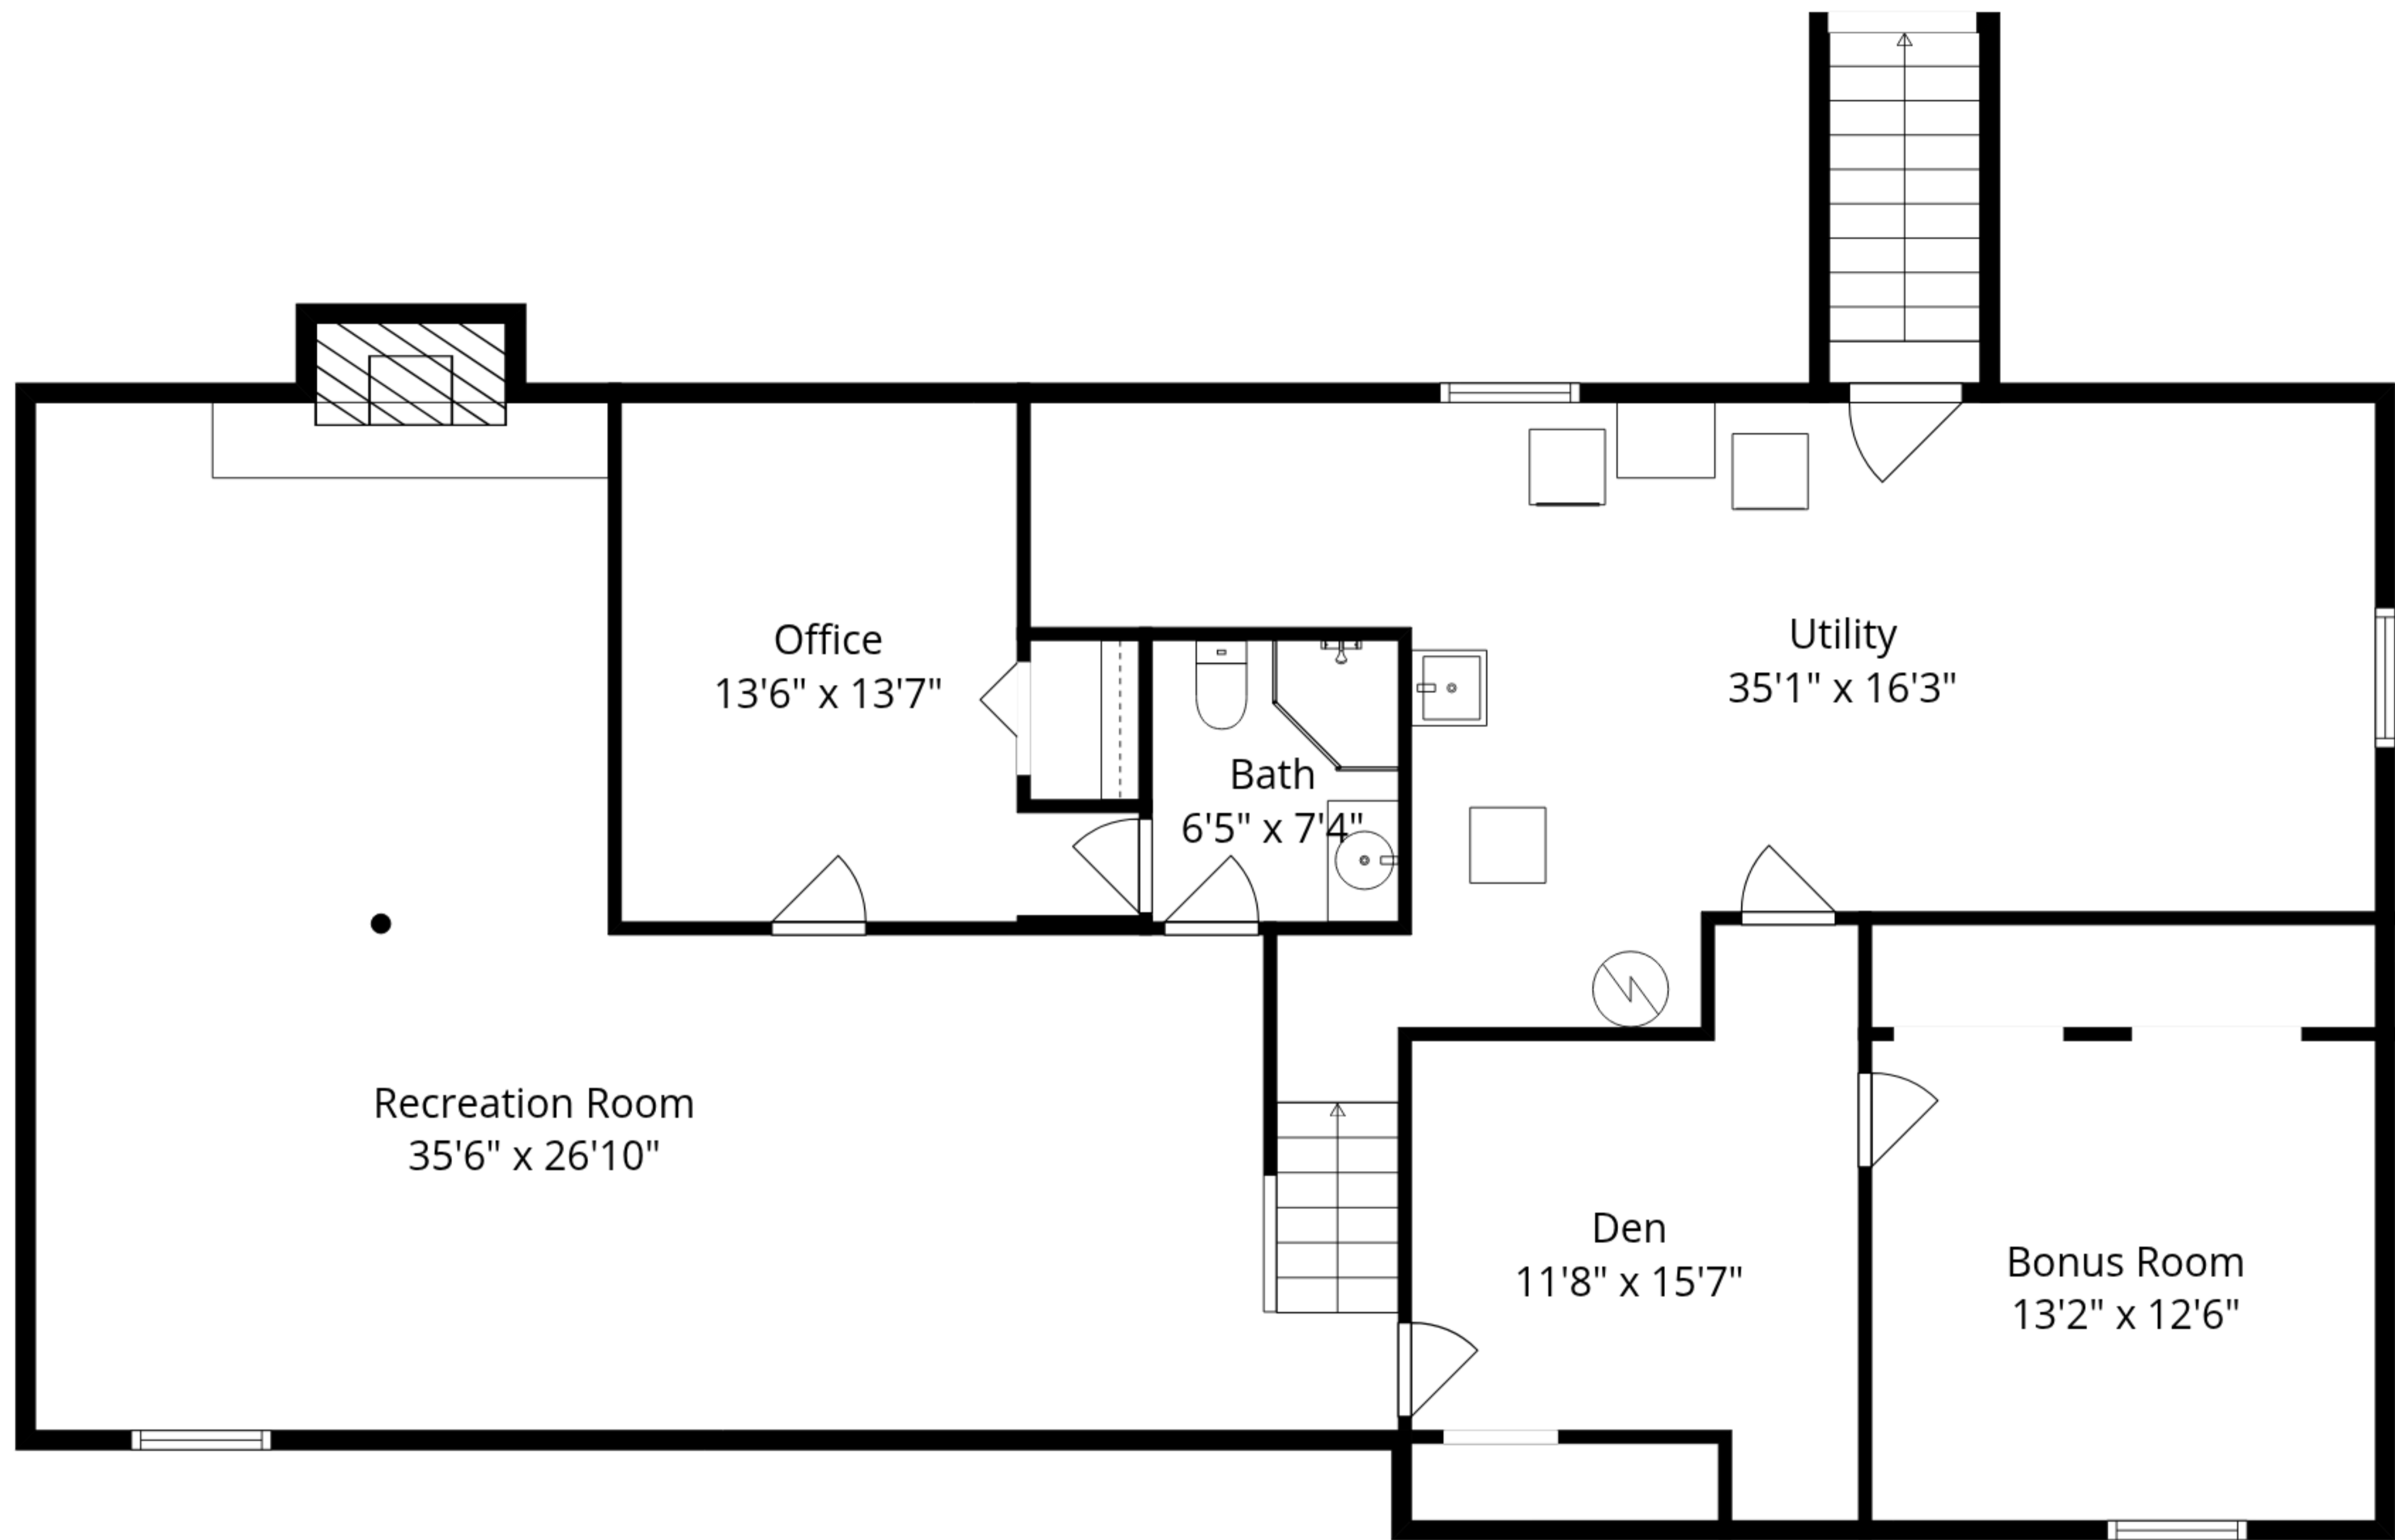 Office
13'6" x 13'7"
Utility
35'1" x 16'3"
Bath
6'5" x 7'4"
Recreation Room
35'6" x 26'10"
Den
11'8" x 15'7"
Bonus Room
13'2" x 12'6"